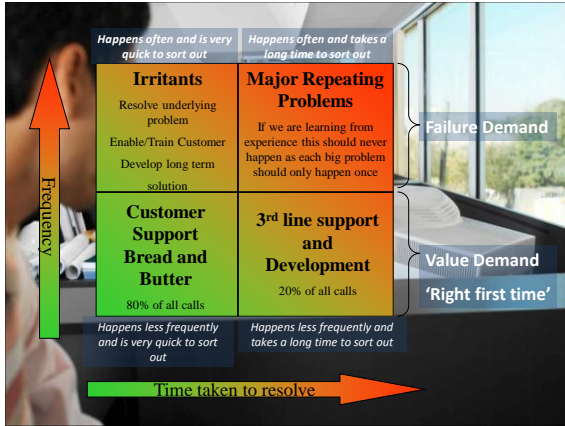 Happens often and is very
quick to sort out
Happens often and takes a
long time to sort out
Irritants
Resolve underlying
problem
Enable/Train Customer
Develop long term
solution
Major Repeating
Problems
If we are learning from
experience this should never
happen as each big problem
should only happen once
Failure Demand
Frequency
Customer
Support
Bread and
Butter
80% of all calls
3rd line support
and
Development
20% of all calls
Value Demand
‘Right first time’
Happens less frequently
and is very quick to sort
out
Happens less frequently and
takes a long time to sort out
Time taken to resolve